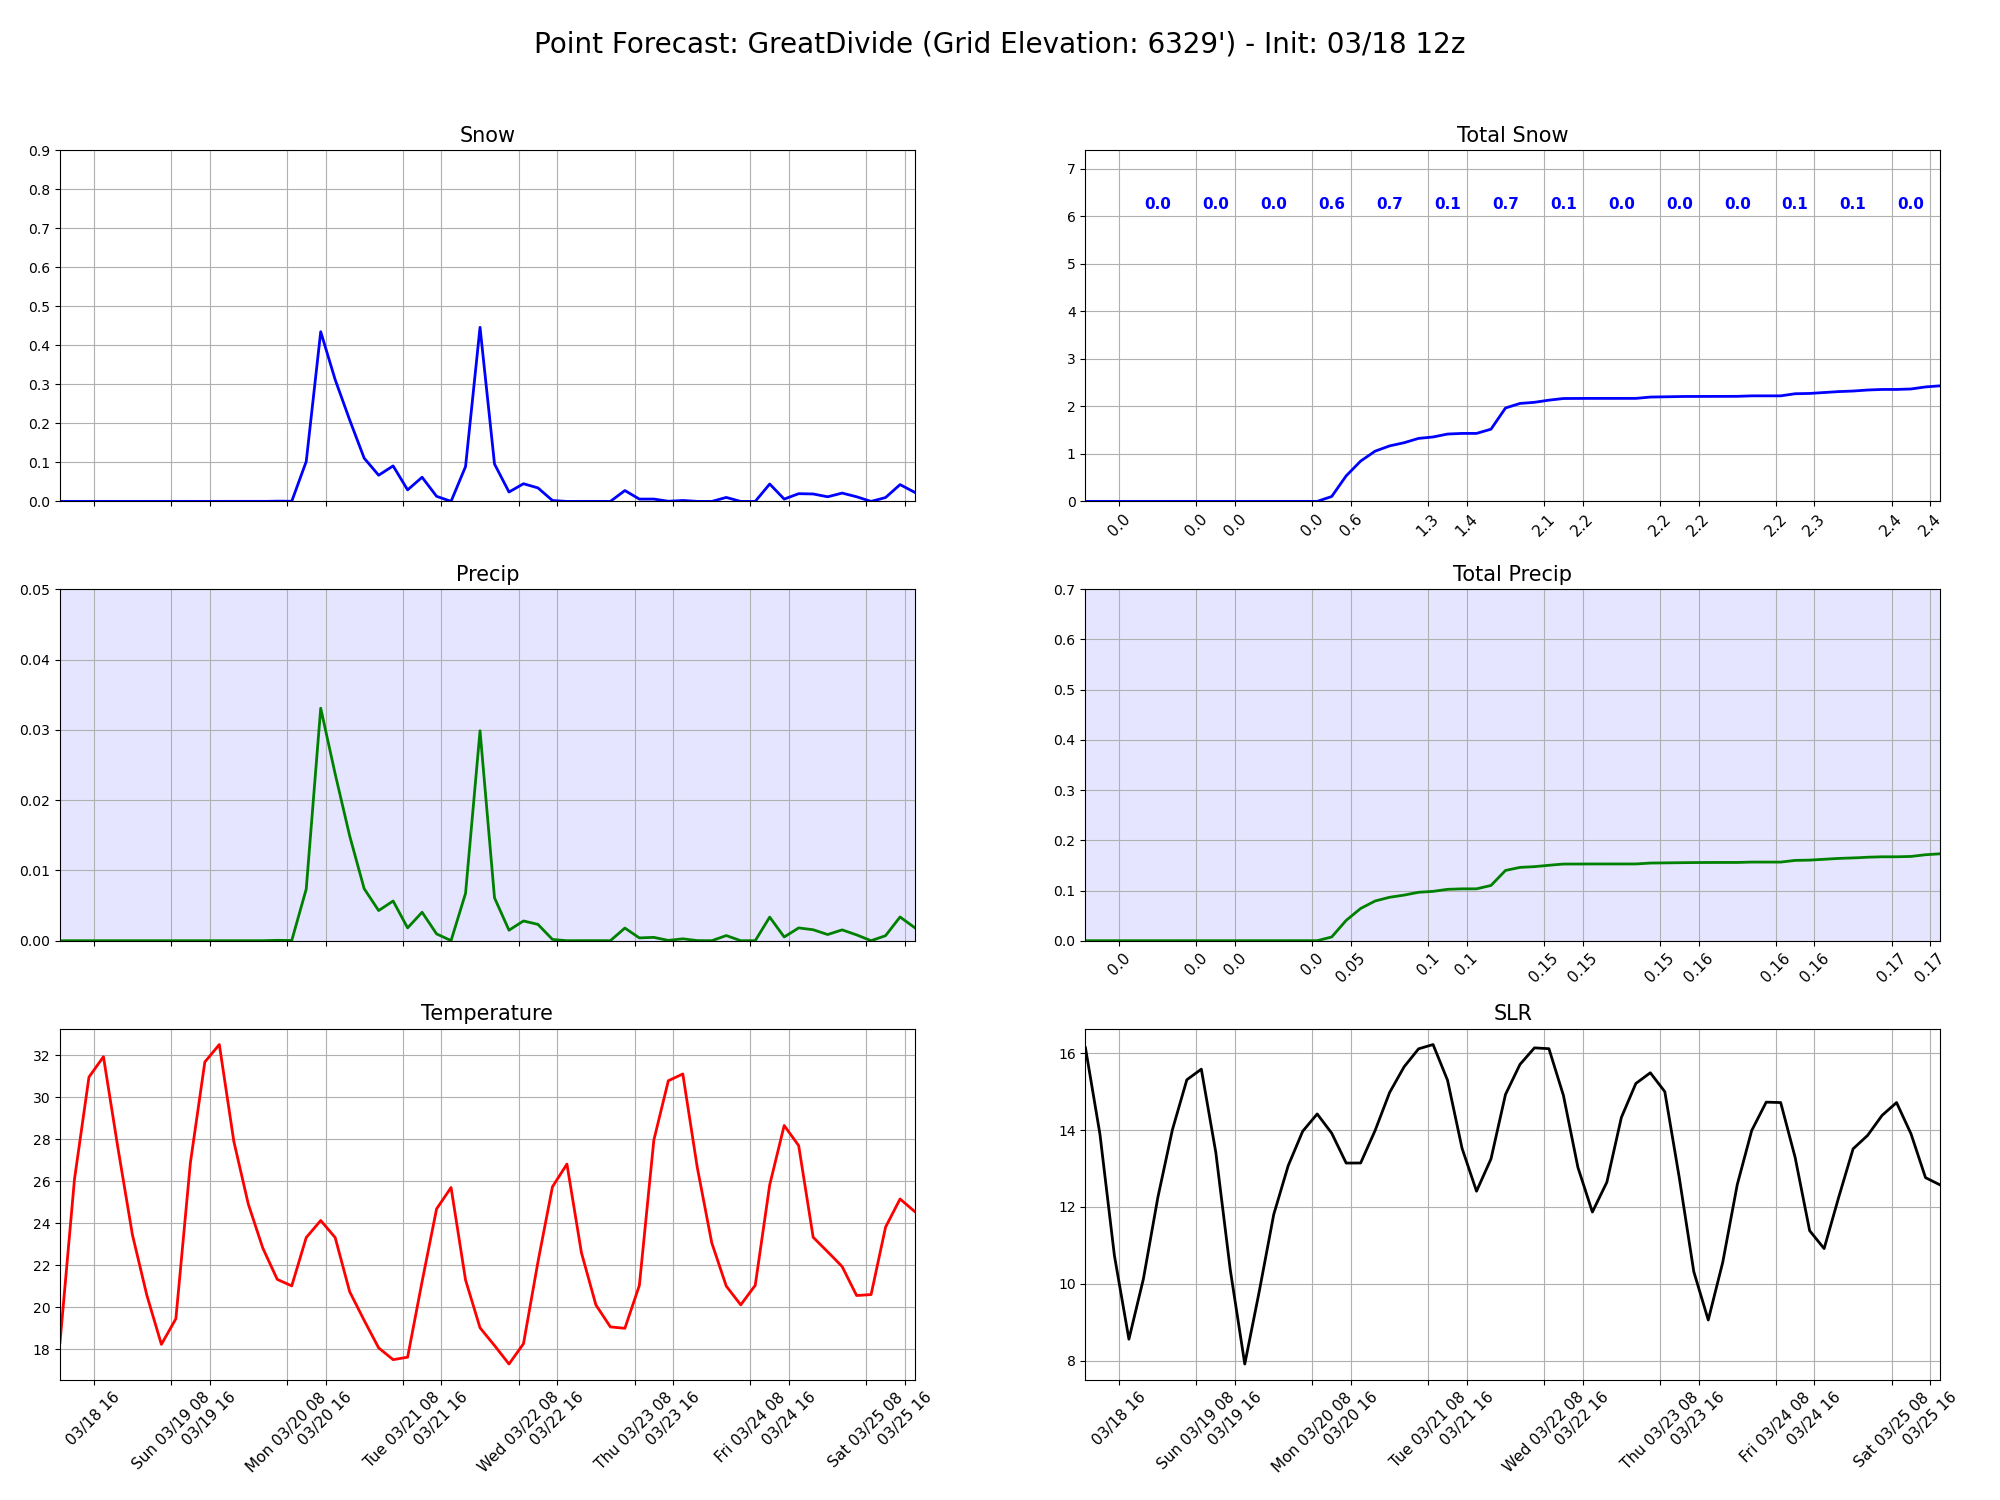 Point Forecast: GreatDivide (Grid Elevation: 6329') - Init: 03/18 12z
Snow
0.9
0.8
0.7
0.6
0.5
0.4
0.3
0.2
0.1
0.0
Total Snow
7
6
5
4
3
2
1
0
0.0 0.0 0.0 0.6 0.7 0.1 0.7 0.1 0.0 0.0 0.0 0.1 0.1 0.0
0.0 0.0 0.0 0.0 0.6 1.3 1.4 2.1 2.2 2.2 2.2 2.2 2.3 2.4 2.4
Precip
0.05
0.04
0.03
0.02
0.01
0.00
Total Precip
0.7
0.6
0.5
0.4
0.3
0.2
0.1
0.0
0.0 0.0 0.0 0.0 0.05 0.1 0.1 0.15 0.15 0.15 0.16 0.16 0.16 0.17 0.17
Temperature
32
30
28
26
24
22
20
18
03/18 16
Sun 03/19 08
03/19 16
Mon 03/20 08
03/20 16
Tue 03/21 08
03/21 16
Wed 03/22 08
03/22 16
Thu 03/23 08
03/23 16
Fri 03/24 08
03/24 16
Sat 03/25 08
03/25 16
SLR
16
14
12
10
8
03/18 16
Sun 03/19 08
03/19 16
Mon 03/20 08
03/20 16
Tue 03/21 08
03/21 16
Wed 03/22 08
03/22 16
Thu 03/23 08
03/23 16
Fri 03/24 08
03/24 16
Sat 03/25 08
03/25 16